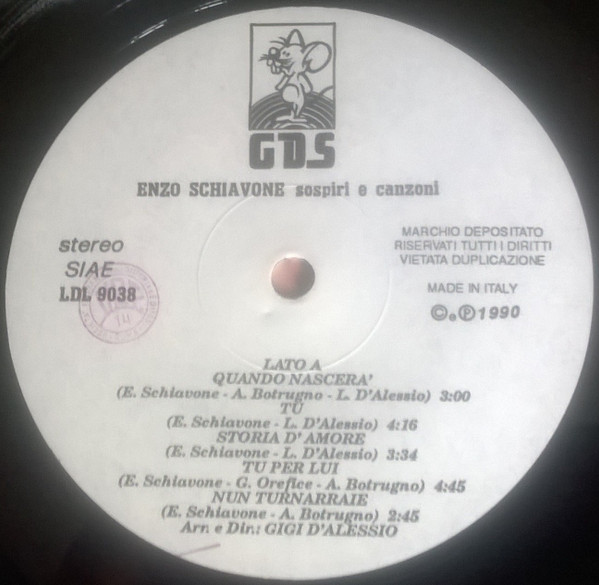 GDS
ENZO SCHIAVONE sospiri e canzoni
stereo
SIAE
LDL 9038
MARCHIO DEPOSITATO
RISERVATI TUTTI I DIRITTI
VIETATA DUPLICAZIONE
MADE IN ITALY
©.℗1990
LATO A
QUANDO NASCERA'
(E. Schiavone - A. Botrugno - L. D'Alessio) 3:00
TU
(E. Schiavone - L. D'Alessio) 4:16
STORIA D'AMORE
(E. Schiavone - L. D'Alessio) 3:34
TU PER LUI
(E. Schiavone - G. Orefice - A. Botrugno) 4:45
NUN TURNARRAIE
(E. Schiavone - A. Botrugno) 2:45
Arr. e Dir.: GIGI D'ALESSIO